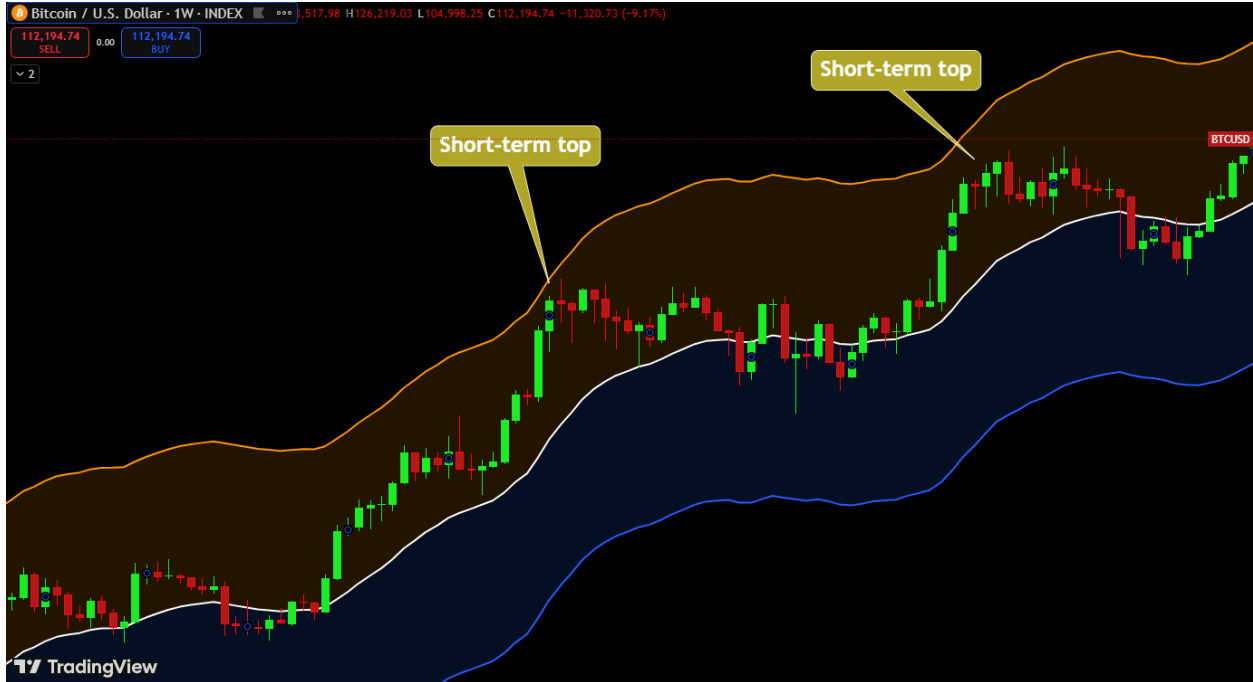 Bitcoin / U.S. Dollar · 1W · INDEX ,517.98 H126,219.03 L104,998.25 C112,194.74 −11,320.73 (−9.17%)
112,194.74 0.00 112,194.74
SELL BUY
2
Short-term top
Short-term top
BTCUSD
TradingView